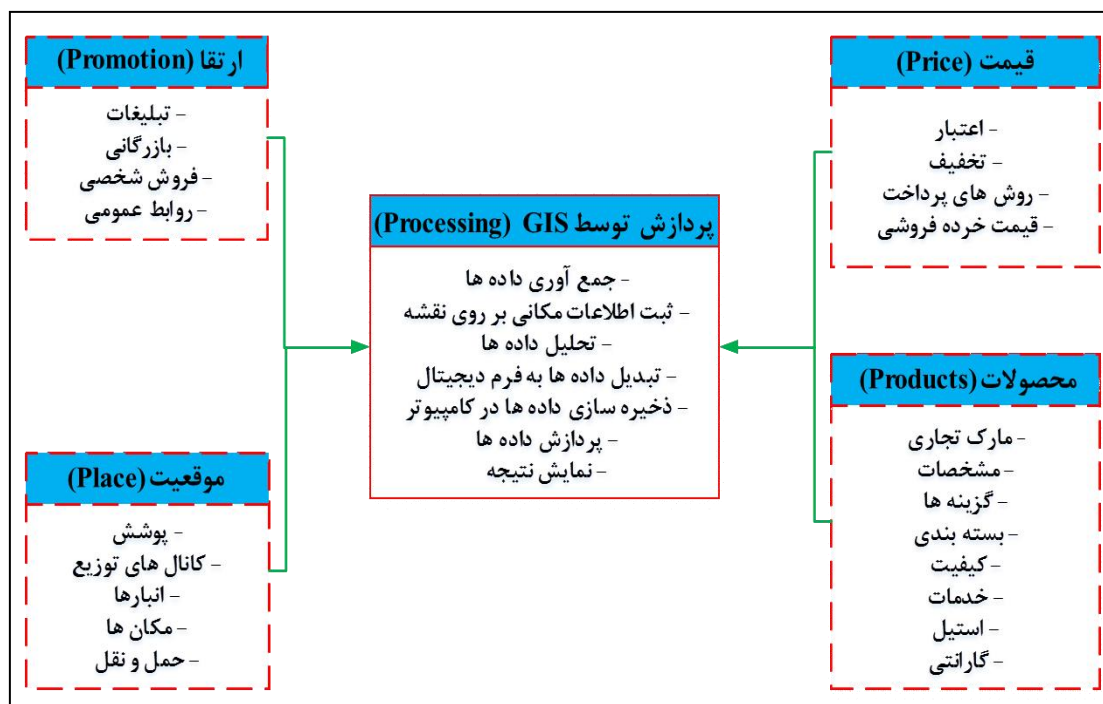 قیمت (Price)
- اعتبار
- تخفیف
- روش های پرداخت
- قیمت خرده فروشی
محصولات (Products)
- مارک تجاری
- مشخصات
- گزینه ها
- بسته بندی
- کیفیت
- خدمات
- استیل
- گارانتی
پردازش توسط GIS (Processing)
- جمع آوری داده ها
- ثبت اطلاعات مکانی بر روی نقشه
- تحلیل داده ها
- تبدیل داده ها به فرم دیجیتال
- ذخیره سازی داده ها در کامپیوتر
- پردازش داده ها
- نمایش نتیجه
ارتقا (Promotion)
- تبلیغات
- بازرگانی
- فروش شخصی
- روابط عمومی
موقعیت (Place)
- پوشش
- کانال های توزیع
- انبارها
- مکان ها
- حمل و نقل